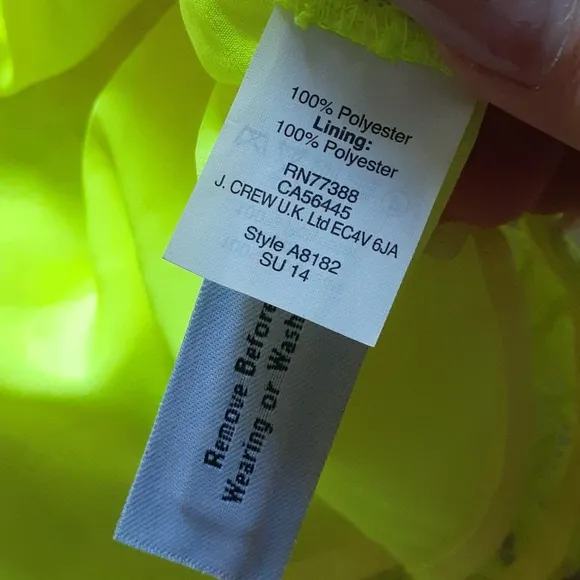 100% Polyester
Lining:
100% Polyester
RN77388
CA56445
J. CREW U.K. Ltd EC4V 6JA
Style A8182
SU 14
Remove Before
Wearing or Wash